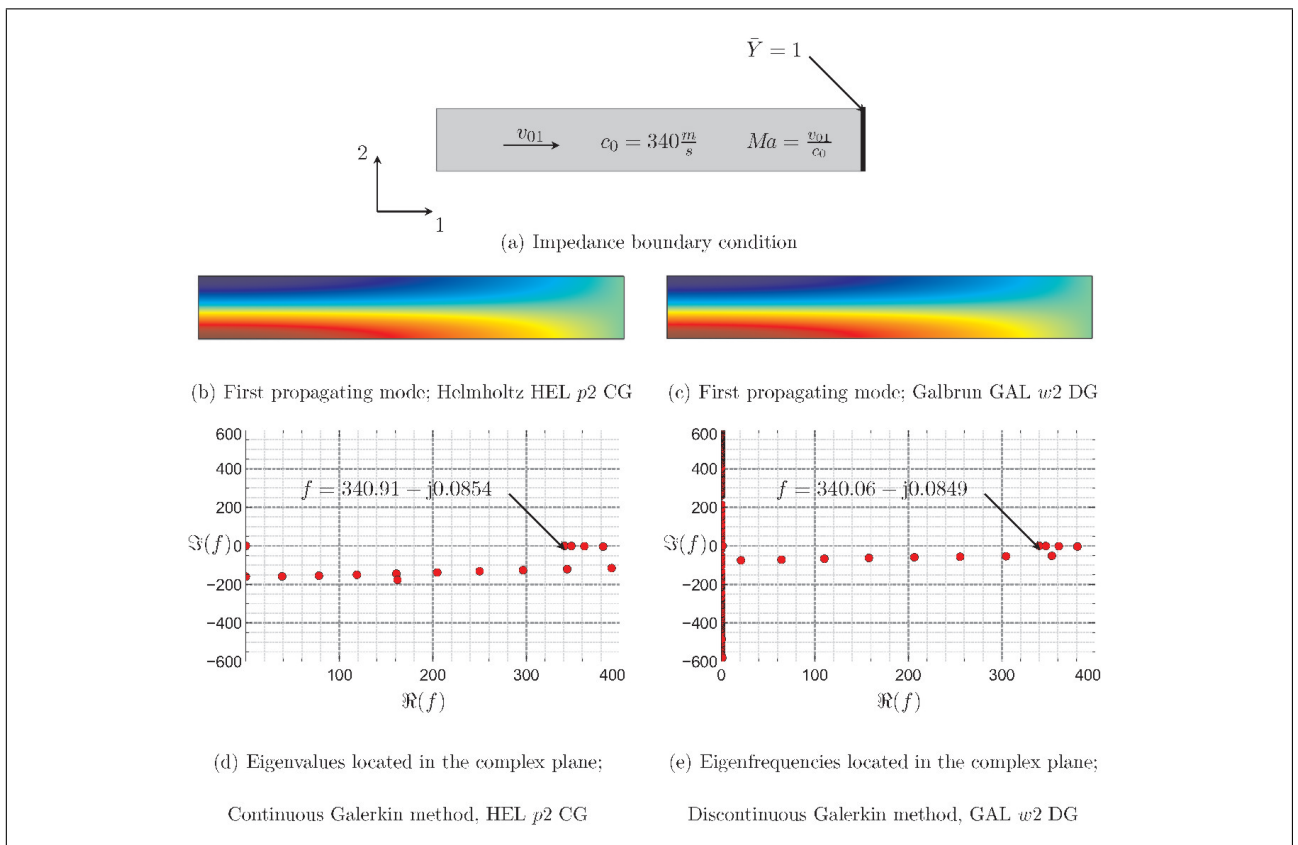 Ȳ = 1
v₀₁
c₀ = 340 m/s
Ma = v₀₁/c₀
2
1
(a) Impedance boundary condition
(b) First propagating mode; Helmholtz HEL p2 CG
(c) First propagating mode; Galbrun GAL w2 DG
600
400
200
ℑ(f) 0
−200
−400
−600
f = 340.91 − j0.0854
100 200 300 400
ℜ(f)
600
400
200
ℑ(f) 0
−200
−400
−600
f = 340.06 − j0.0849
0 100 200 300 400
ℜ(f)
(d) Eigenvalues located in the complex plane;
Continuous Galerkin method, HEL p2 CG
(e) Eigenfrequencies located in the complex plane;
Discontinuous Galerkin method, GAL w2 DG